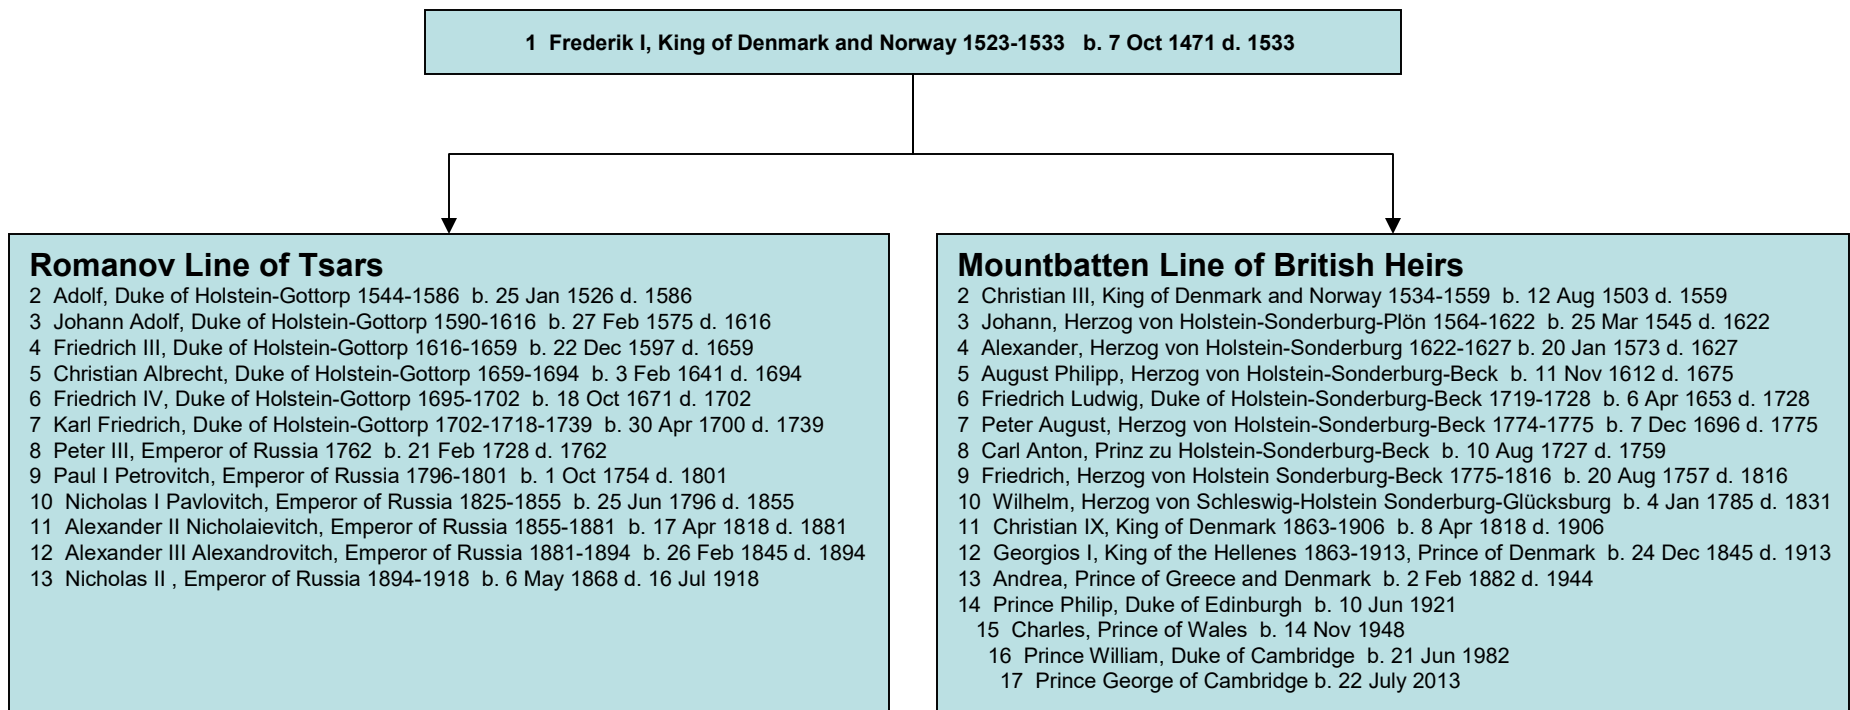 1 Frederik I, King of Denmark and Norway 1523-1533 b. 7 Oct 1471 d. 1533
Romanov Line of Tsars
2 Adolf, Duke of Holstein-Gottorp 1544-1586 b. 25 Jan 1526 d. 1586
3 Johann Adolf, Duke of Holstein-Gottorp 1590-1616 b. 27 Feb 1575 d. 1616
4 Friedrich III, Duke of Holstein-Gottorp 1616-1659 b. 22 Dec 1597 d. 1659
5 Christian Albrecht, Duke of Holstein-Gottorp 1659-1694 b. 3 Feb 1641 d. 1694
6 Friedrich IV, Duke of Holstein-Gottorp 1695-1702 b. 18 Oct 1671 d. 1702
7 Karl Friedrich, Duke of Holstein-Gottorp 1702-1718-1739 b. 30 Apr 1700 d. 1739
8 Peter III, Emperor of Russia 1762 b. 21 Feb 1728 d. 1762
9 Paul I Petrovitch, Emperor of Russia 1796-1801 b. 1 Oct 1754 d. 1801
10 Nicholas I Pavlovitch, Emperor of Russia 1825-1855 b. 25 Jun 1796 d. 1855
11 Alexander II Nicholaievitch, Emperor of Russia 1855-1881 b. 17 Apr 1818 d. 1881
12 Alexander III Alexandrovitch, Emperor of Russia 1881-1894 b. 26 Feb 1845 d. 1894
13 Nicholas II , Emperor of Russia 1894-1918 b. 6 May 1868 d. 16 Jul 1918
Mountbatten Line of British Heirs
2 Christian III, King of Denmark and Norway 1534-1559 b. 12 Aug 1503 d. 1559
3 Johann, Herzog von Holstein-Sonderburg-Plön 1564-1622 b. 25 Mar 1545 d. 1622
4 Alexander, Herzog von Holstein-Sonderburg 1622-1627 b. 20 Jan 1573 d. 1627
5 August Philipp, Herzog von Holstein-Sonderburg-Beck b. 11 Nov 1612 d. 1675
6 Friedrich Ludwig, Duke of Holstein-Sonderburg-Beck 1719-1728 b. 6 Apr 1653 d. 1728
7 Peter August, Herzog von Holstein-Sonderburg-Beck 1774-1775 b. 7 Dec 1696 d. 1775
8 Carl Anton, Prinz zu Holstein-Sonderburg-Beck b. 10 Aug 1727 d. 1759
9 Friedrich, Herzog von Holstein Sonderburg-Beck 1775-1816 b. 20 Aug 1757 d. 1816
10 Wilhelm, Herzog von Schleswig-Holstein Sonderburg-Glücksburg b. 4 Jan 1785 d. 1831
11 Christian IX, King of Denmark 1863-1906 b. 8 Apr 1818 d. 1906
12 Georgios I, King of the Hellenes 1863-1913, Prince of Denmark b. 24 Dec 1845 d. 1913
13 Andrea, Prince of Greece and Denmark b. 2 Feb 1882 d. 1944
14 Prince Philip, Duke of Edinburgh b. 10 Jun 1921
15 Charles, Prince of Wales b. 14 Nov 1948
16 Prince William, Duke of Cambridge b. 21 Jun 1982
17 Prince George of Cambridge b. 22 July 2013